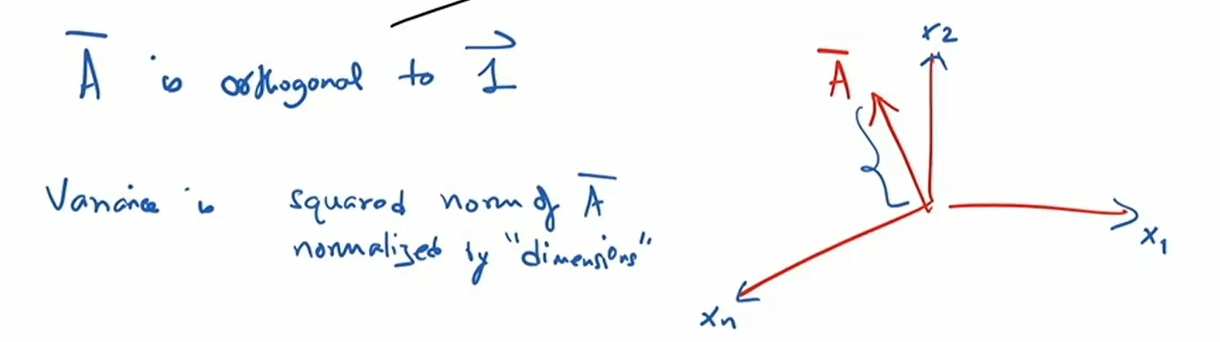 A̅ is orthogonal to 1⃗
Variance is squared norm of A̅
normalized by "dimensions"
A̅
x2
x1
xn